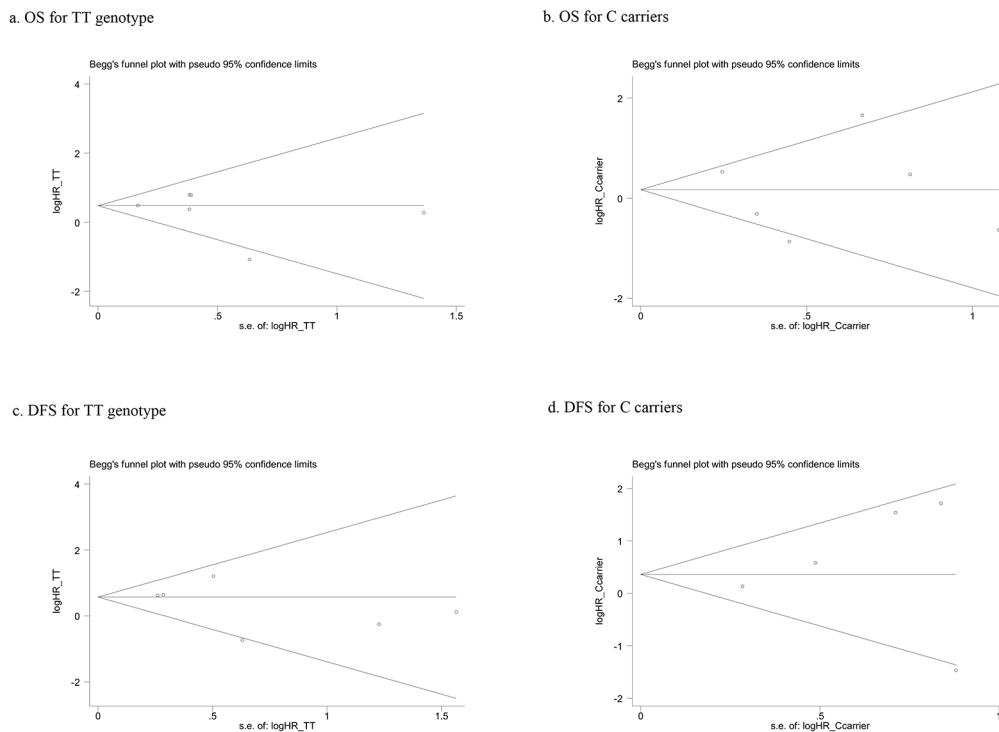 a. OS for TT genotype
b. OS for C carriers
Begg's funnel plot with pseudo 95% confidence limits
4
2
0
-2
logHR_TT
0
.5
1
1.5
s.e. of: logHR_TT
Begg's funnel plot with pseudo 95% confidence limits
2
0
-2
logHR_Ccarrier
0
.5
1
s.e. of: logHR_Ccarrier
c. DFS for TT genotype
d. DFS for C carriers
Begg's funnel plot with pseudo 95% confidence limits
4
2
0
-2
logHR_TT
0
.5
1
1.5
s.e. of: logHR_TT
Begg's funnel plot with pseudo 95% confidence limits
2
1
0
-1
-2
logHR_Ccarrier
0
.5
1
s.e. of: logHR_Ccarrier